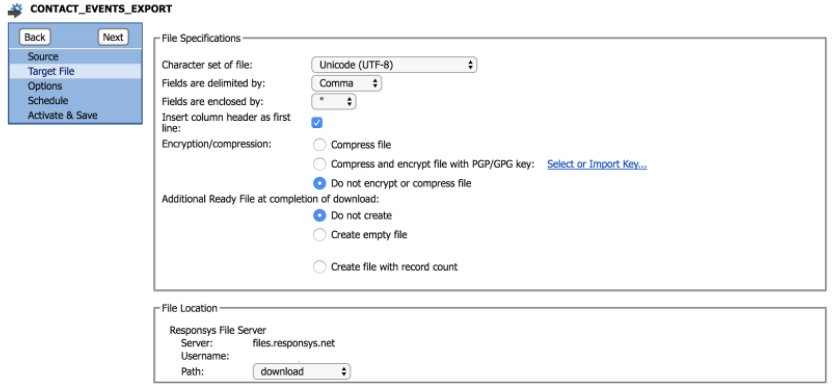 CONTACT_EVENTS_EXPORT
Back Next
Source
Target File
Options
Schedule
Activate & Save
File Specifications
Character set of file: Unicode (UTF-8)
Fields are delimited by: Comma
Fields are enclosed by: "
Insert column header as first
line:
Encryption/compression: Compress file
Compress and encrypt file with PGP/GPG key: Select or Import Key...
Do not encrypt or compress file
Additional Ready File at completion of download:
Do not create
Create empty file
Create file with record count
File Location
Responsys File Server
Server: files.responsys.net
Username:
Path: download